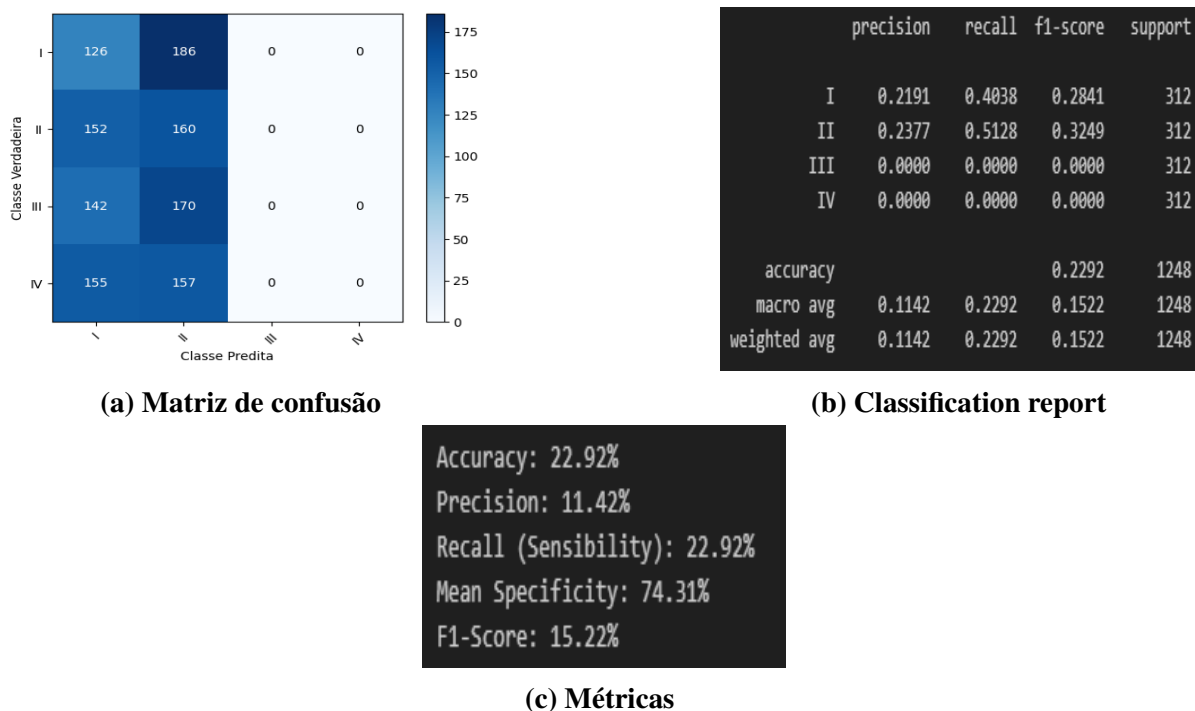 I 126 186 0 0
II 152 160 0 0
III 142 170 0 0
IV 155 157 0 0
I II III IV
Classe Predita
Classe Verdadeira
175
150
125
100
75
50
25
0
(a) Matriz de confusão
precision recall f1-score support
I 0.2191 0.4038 0.2841 312
II 0.2377 0.5128 0.3249 312
III 0.0000 0.0000 0.0000 312
IV 0.0000 0.0000 0.0000 312
accuracy 0.2292 1248
macro avg 0.1142 0.2292 0.1522 1248
weighted avg 0.1142 0.2292 0.1522 1248
(b) Classification report
Accuracy: 22.92%
Precision: 11.42%
Recall (Sensibility): 22.92%
Mean Specificity: 74.31%
F1-Score: 15.22%
(c) Métricas